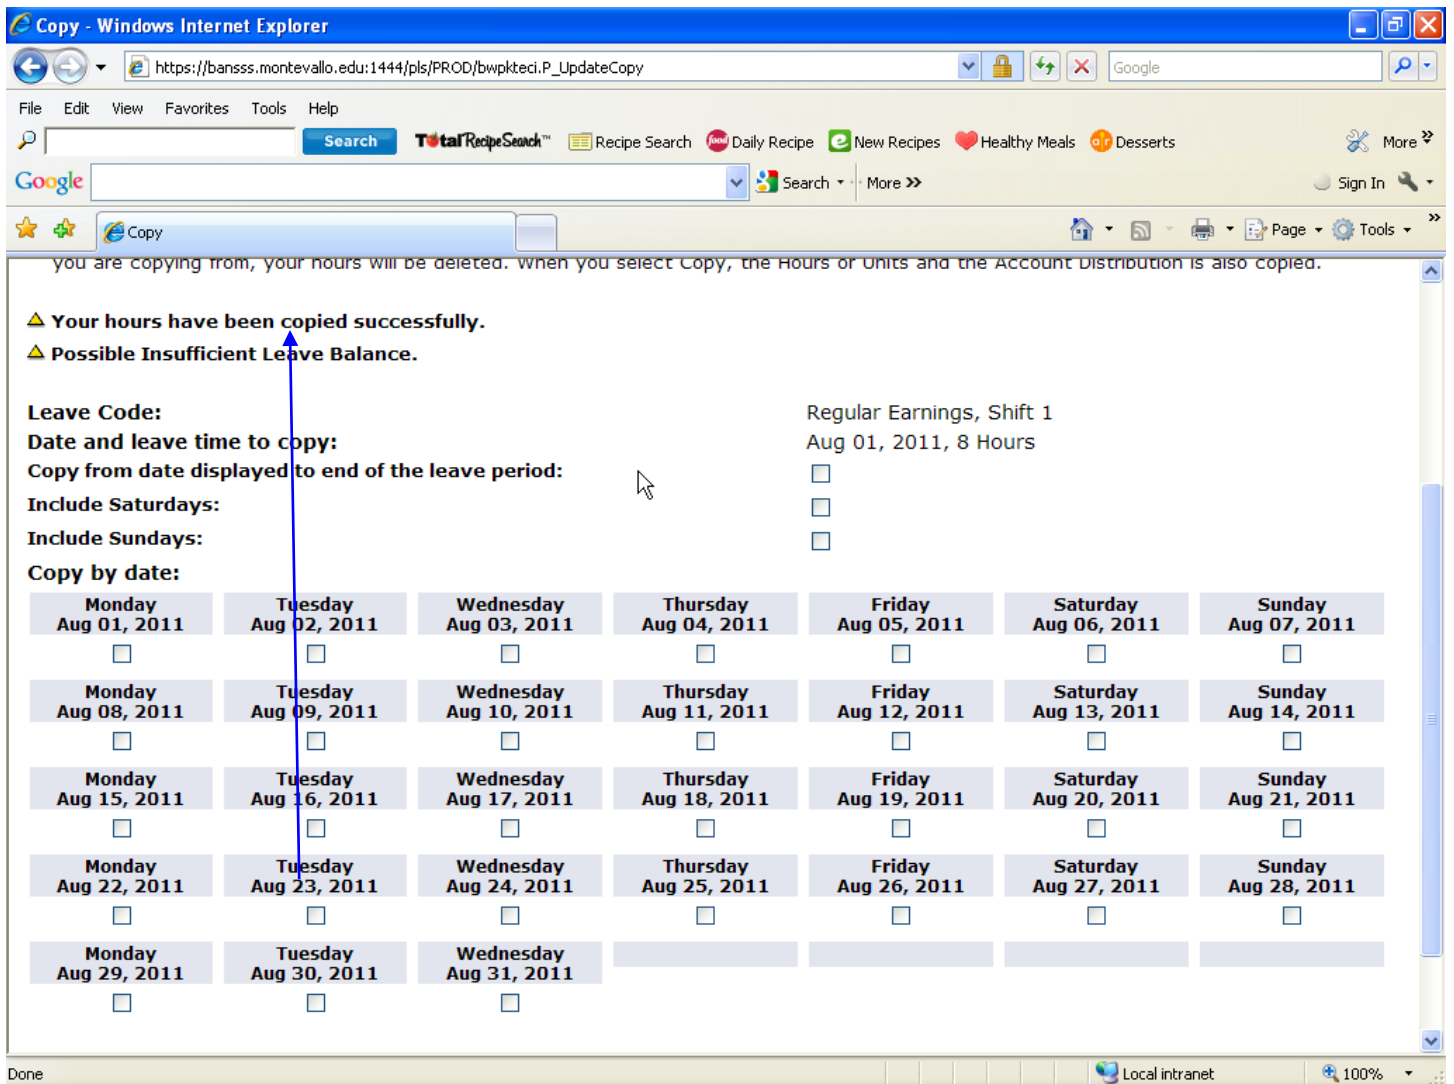 Copy - Windows Internet Explorer
https://bansss.montevallo.edu:1444/pls/PROD/bwpkteci.P_UpdateCopy
Google
File Edit View Favorites Tools Help
Search TotalRecipeSearch™ Recipe Search food Daily Recipe New Recipes Healthy Meals Desserts More
Google Search More >> Sign In
Copy Page Tools
you are copying from, your hours will be deleted. When you select Copy, the Hours or Units and the Account Distribution is also copied.
Your hours have been copied successfully.
Possible Insufficient Leave Balance.
Leave Code: Regular Earnings, Shift 1
Date and leave time to copy: Aug 01, 2011, 8 Hours
Copy from date displayed to end of the leave period:
Include Saturdays:
Include Sundays:
Copy by date:
Monday Tuesday Wednesday Thursday Friday Saturday Sunday
Aug 01, 2011 Aug 02, 2011 Aug 03, 2011 Aug 04, 2011 Aug 05, 2011 Aug 06, 2011 Aug 07, 2011
Monday Tuesday Wednesday Thursday Friday Saturday Sunday
Aug 08, 2011 Aug 09, 2011 Aug 10, 2011 Aug 11, 2011 Aug 12, 2011 Aug 13, 2011 Aug 14, 2011
Monday Tuesday Wednesday Thursday Friday Saturday Sunday
Aug 15, 2011 Aug 16, 2011 Aug 17, 2011 Aug 18, 2011 Aug 19, 2011 Aug 20, 2011 Aug 21, 2011
Monday Tuesday Wednesday Thursday Friday Saturday Sunday
Aug 22, 2011 Aug 23, 2011 Aug 24, 2011 Aug 25, 2011 Aug 26, 2011 Aug 27, 2011 Aug 28, 2011
Monday Tuesday Wednesday
Aug 29, 2011 Aug 30, 2011 Aug 31, 2011
Done Local intranet 100%